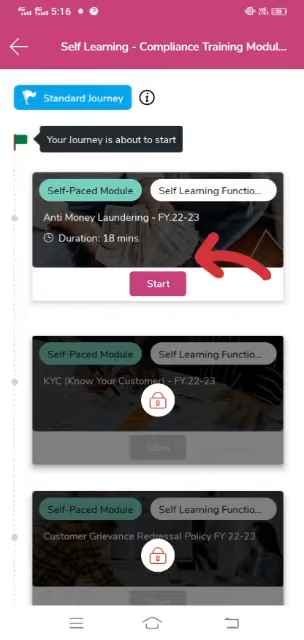 4G 4G 5:16
Self Learning - Compliance Training Modul...
Standard Journey
Your Journey is about to start
Self-Paced Module
Self Learning Functio...
Anti Money Laundering - FY.22-23
Duration: 18 mins
Start
Self-Paced Module
Self Learning Functio...
KYC (Know Your Customer) - FY.22-23
Start
Self-Paced Module
Self Learning Functio...
Customer Grievance Redressal Policy FY 22-23